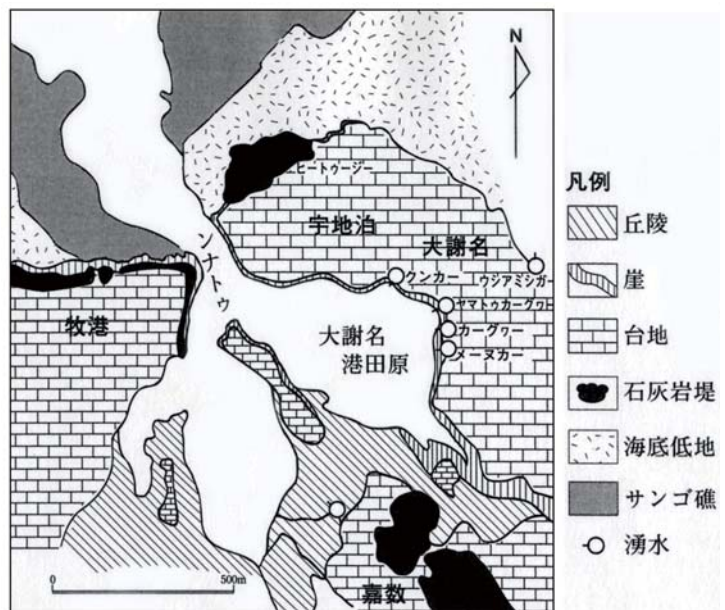 N
ヒートゥージー
宇地泊
大謝名
ンナトゥ
クンカー
ウジアミシガー
ヤマトゥカーグヮー
カーグヮー
メーヌカー
牧港
大謝名
港田原
嘉数
0
500m
凡例
丘陵
崖
台地
石灰岩堤
海底低地
サンゴ礁
湧水